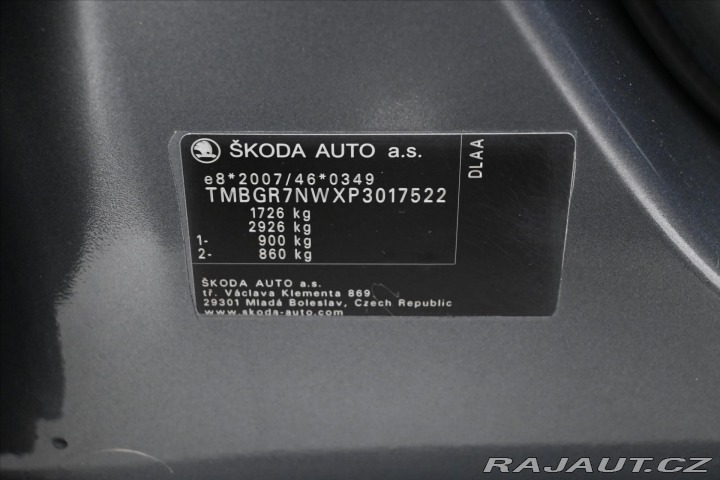 ŠKODA AUTO a.s.
DLAA
e8*2007/46*0349
TMBGR7NWXP3017522
1726 kg
2926 kg
1- 900 kg
2- 860 kg
ŠKODA AUTO a.s.
tř. Václava Klementa 869
29301 Mladá Boleslav, Czech Republic
www.skoda-auto.com
RAJAUT.CZ